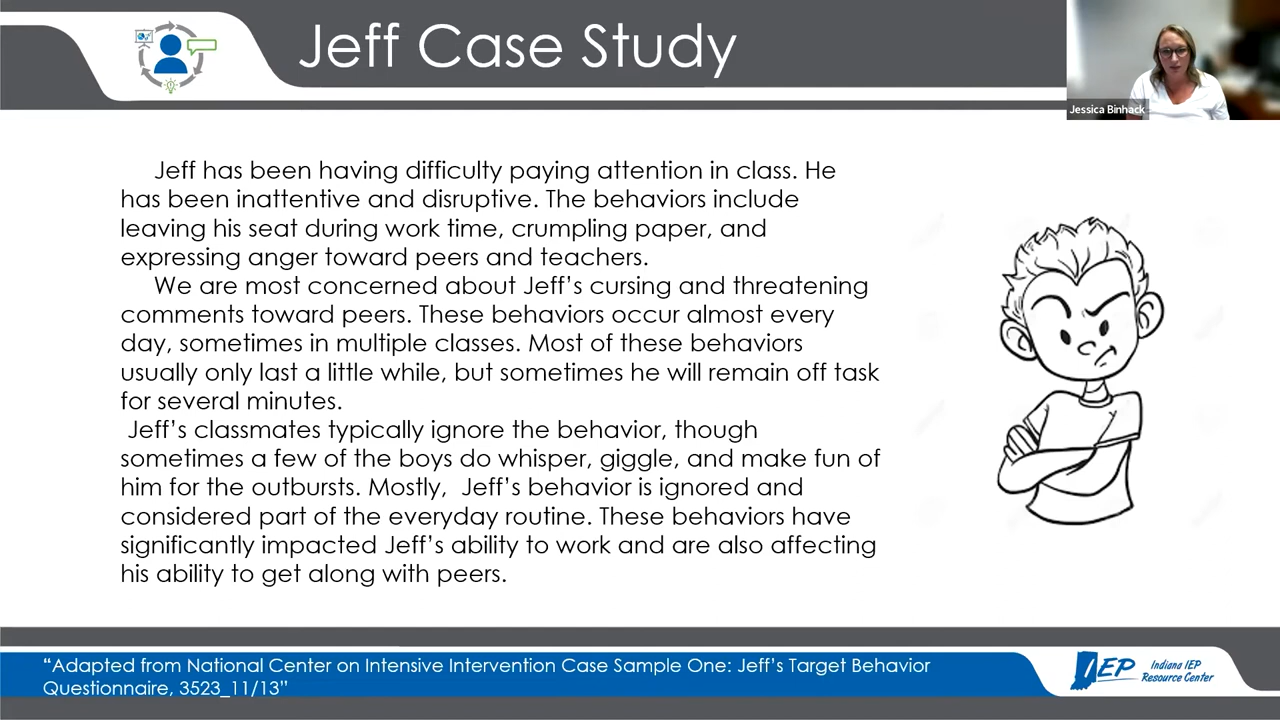 Jeff Case Study
Jessica Binhack
Jeff has been having difficulty paying attention in class. He
has been inattentive and disruptive. The behaviors include
leaving his seat during work time, crumpling paper, and
expressing anger toward peers and teachers.
We are most concerned about Jeff's cursing and threatening
comments toward peers. These behaviors occur almost every
day, sometimes in multiple classes. Most of these behaviors
usually only last a little while, but sometimes he will remain off task
for several minutes.
Jeff's classmates typically ignore the behavior, though
sometimes a few of the boys do whisper, giggle, and make fun of
him for the outbursts. Mostly,  Jeff's behavior is ignored and
considered part of the everyday routine. These behaviors have
significantly impacted Jeff's ability to work and are also affecting
his ability to get along with peers.
“Adapted from National Center on Intensive Intervention Case Sample One: Jeff's Target Behavior
Questionnaire, 3523_11/13”
IEP
Indiana IEP
Resource Center